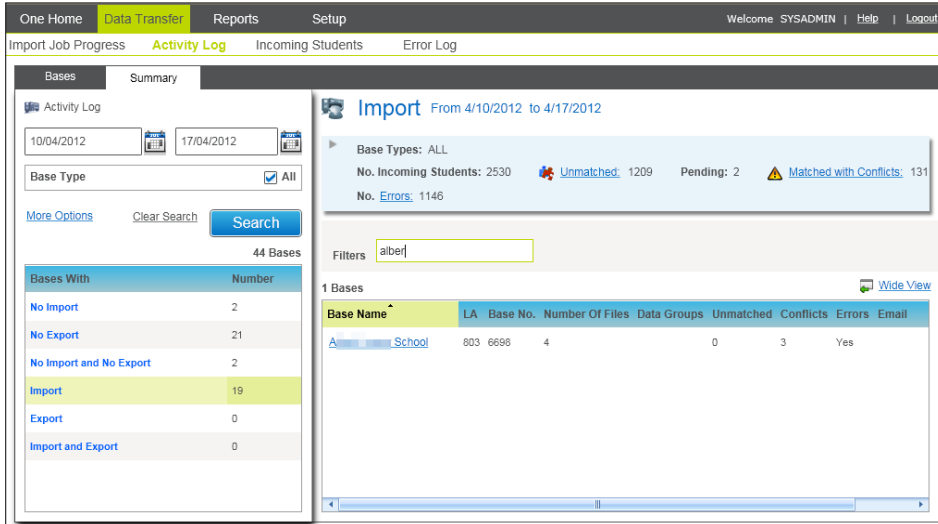 One Home Data Transfer Reports Setup Welcome SYSADMIN | Help | Logout
Import Job Progress Activity Log Incoming Students Error Log
Bases Summary
Activity Log
10/04/2012 17/04/2012
Base Type All
More Options Clear Search Search
44 Bases
Bases With Number
No Import 2
No Export 21
No Import and No Export 2
Import 19
Export 0
Import and Export 0
Import From 4/10/2012 to 4/17/2012
Base Types: ALL
No. Incoming Students: 2530 Unmatched: 1209 Pending: 2 Matched with Conflicts: 131
No. Errors: 1146
Filters alber
1 Bases Wide View
Base Name LA Base No. Number Of Files Data Groups Unmatched Conflicts Errors Email
School 803 6698 4 0 3 Yes